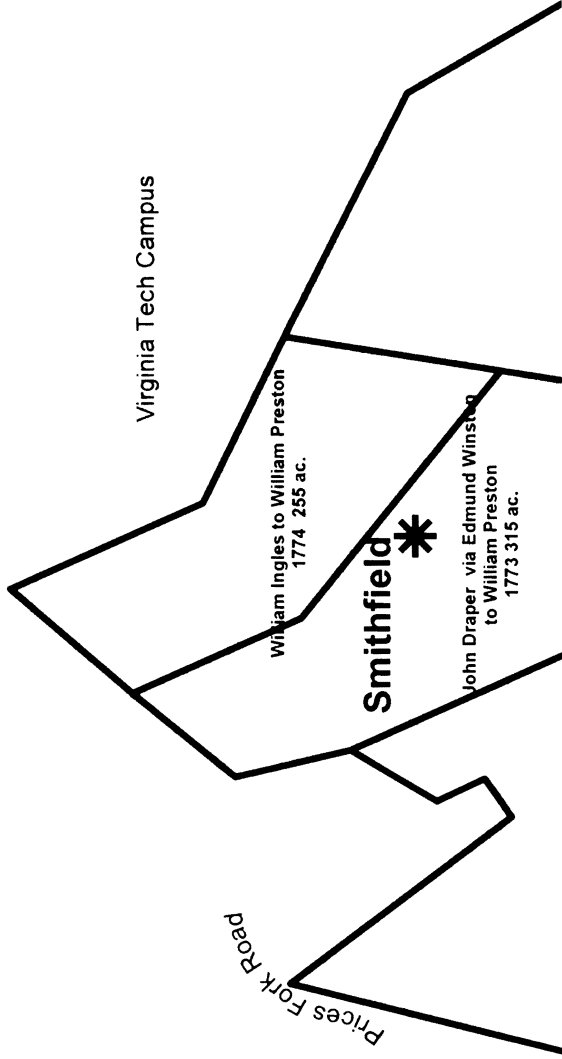 Virginia Tech Campus
William Ingles to William Preston
1774 255 ac.
Smithfield
John Draper via Edmund Winston
to William Preston
1773 315 ac.
Prices Fork Road